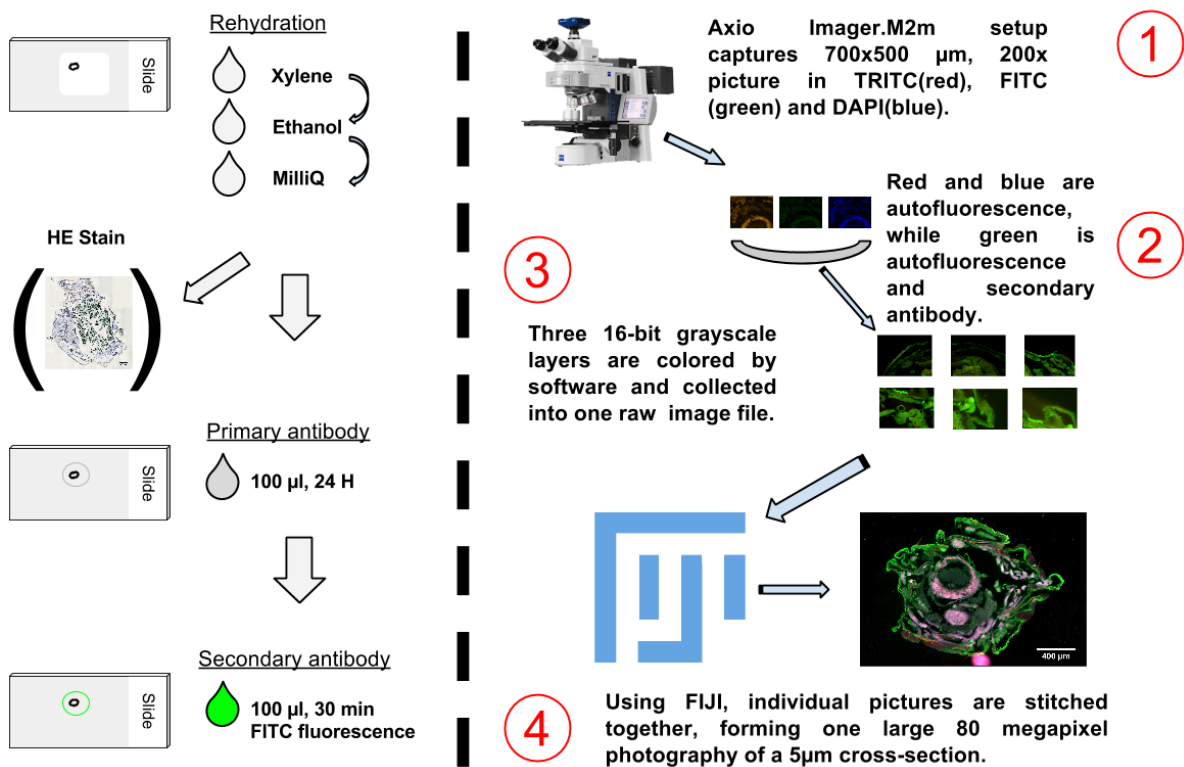 Rehydration
Slide
Xylene
Ethanol
MilliQ
HE Stain
Primary antibody
Slide
100 µl, 24 H
Secondary antibody
Slide
100 µl, 30 min
FITC fluorescence
1
Axio Imager.M2m setup
captures 700x500 µm, 200x
picture in TRITC(red), FITC
(green) and DAPI(blue).
2
Red and blue are
autofluorescence,
while green is
autofluorescence
and secondary
antibody.
3
Three 16-bit grayscale
layers are colored by
software and collected
into one raw image file.
400 µm
4
Using FIJI, individual pictures are stitched
together, forming one large 80 megapixel
photography of a 5µm cross-section.